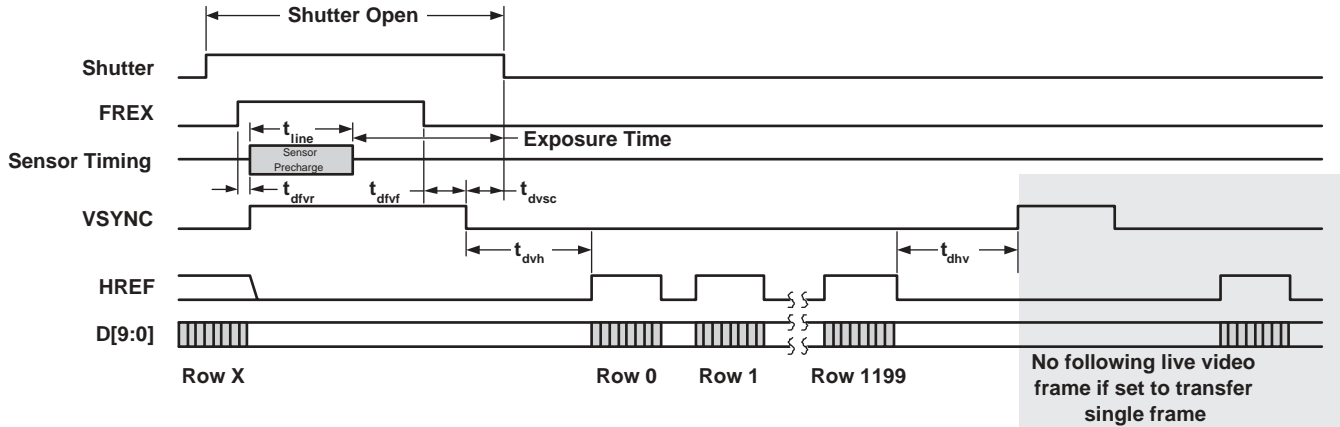 Shutter Open
Shutter
FREX
tline
Exposure Time
Sensor Timing
Sensor
Precharge
tdfvr
tdfvf
tdvsc
VSYNC
tdvh
tdhv
HREF
D[9:0]
Row X
Row 0
Row 1
Row 1199
No following live video
frame if set to transfer
single frame